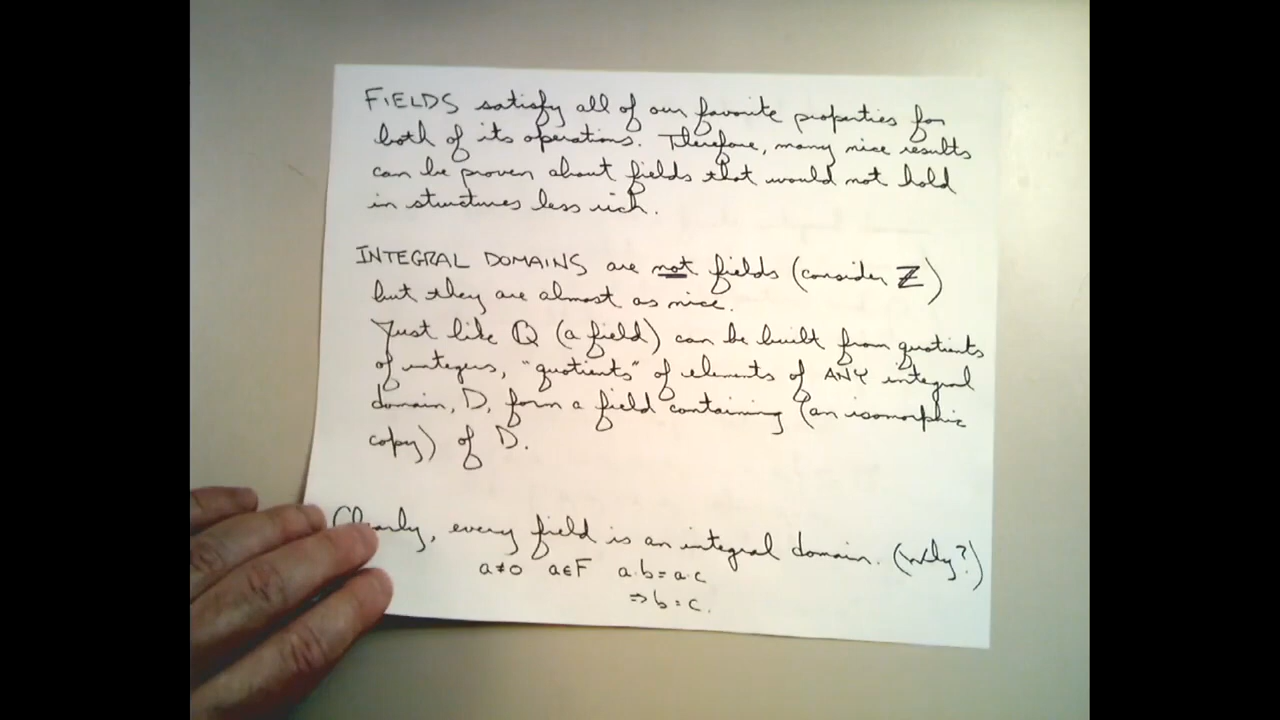 FIELDS satisfy all of our favorite properties for
both of its operations. Therefore, many nice results
can be proven about fields that would not hold
in structures less rich.
INTEGRAL DOMAINS are not fields (consider ℤ)
but they are almost as nice.
Just like ℚ (a field) can be built from quotients
of integers, "quotients" of elements of ANY integral
domain, D, form a field containing (an isomorphic
copy) of D.
Clearly, every field is an integral domain. (why?)
a≠0 a∈F a·b=a·c
⇒b=c.